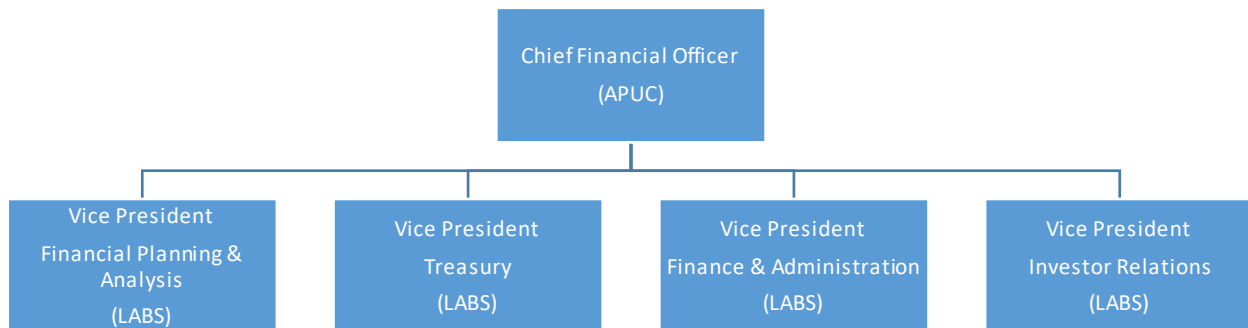 Chief Financial Officer
(APUC)
Vice President
Financial Planning &
Analysis
(LABS)
Vice President
Treasury
(LABS)
Vice President
Finance & Administration
(LABS)
Vice President
Investor Relations
(LABS)